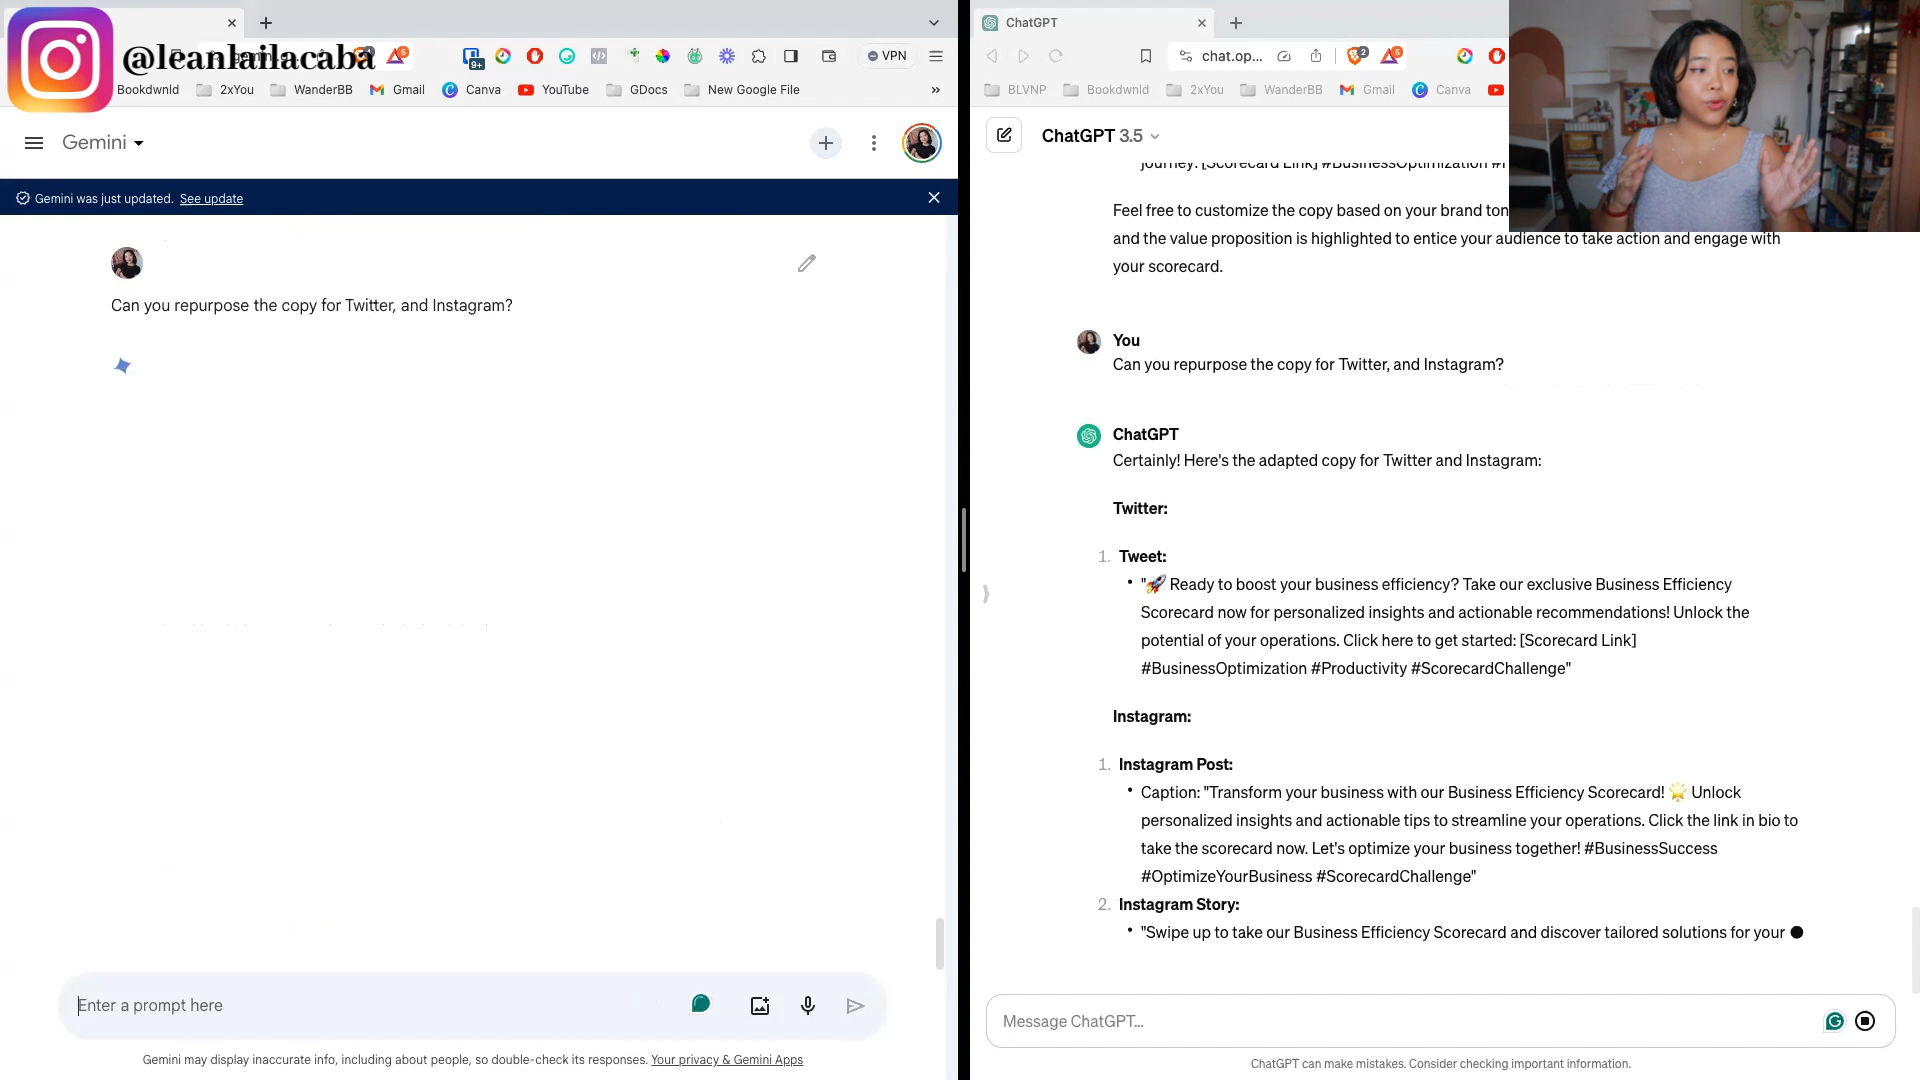 @leanlailacaba
9+
2
5
VPN
Bookdwnld
2xYou
WanderBB
Gmail
Canva
YouTube
GDocs
New Google File
»
Gemini
Gemini was just updated. See update
Can you repurpose the copy for Twitter, and Instagram?
Enter a prompt here
Gemini may display inaccurate info, including about people, so double-check its responses. Your privacy & Gemini Apps
ChatGPT
chat.op...
2
5
BLVNP
Bookdwnld
2xYou
WanderBB
Gmail
Canva
ChatGPT 3.5
journey: [Scorecard Link] #BusinessOptimization
Feel free to customize the copy based on your brand ton
and the value proposition is highlighted to entice your audience to take action and engage with
your scorecard.
You
Can you repurpose the copy for Twitter, and Instagram?
ChatGPT
Certainly! Here's the adapted copy for Twitter and Instagram:
Twitter:
1. Tweet:
• "🚀 Ready to boost your business efficiency? Take our exclusive Business Efficiency
Scorecard now for personalized insights and actionable recommendations! Unlock the
potential of your operations. Click here to get started: [Scorecard Link]
#BusinessOptimization #Productivity #ScorecardChallenge"
Instagram:
1. Instagram Post:
• Caption: "Transform your business with our Business Efficiency Scorecard! 🌟 Unlock
personalized insights and actionable tips to streamline your operations. Click the link in bio to
take the scorecard now. Let's optimize your business together! #BusinessSuccess
#OptimizeYourBusiness #ScorecardChallenge"
2. Instagram Story:
• "Swipe up to take our Business Efficiency Scorecard and discover tailored solutions for your
Message ChatGPT...
ChatGPT can make mistakes. Consider checking important information.